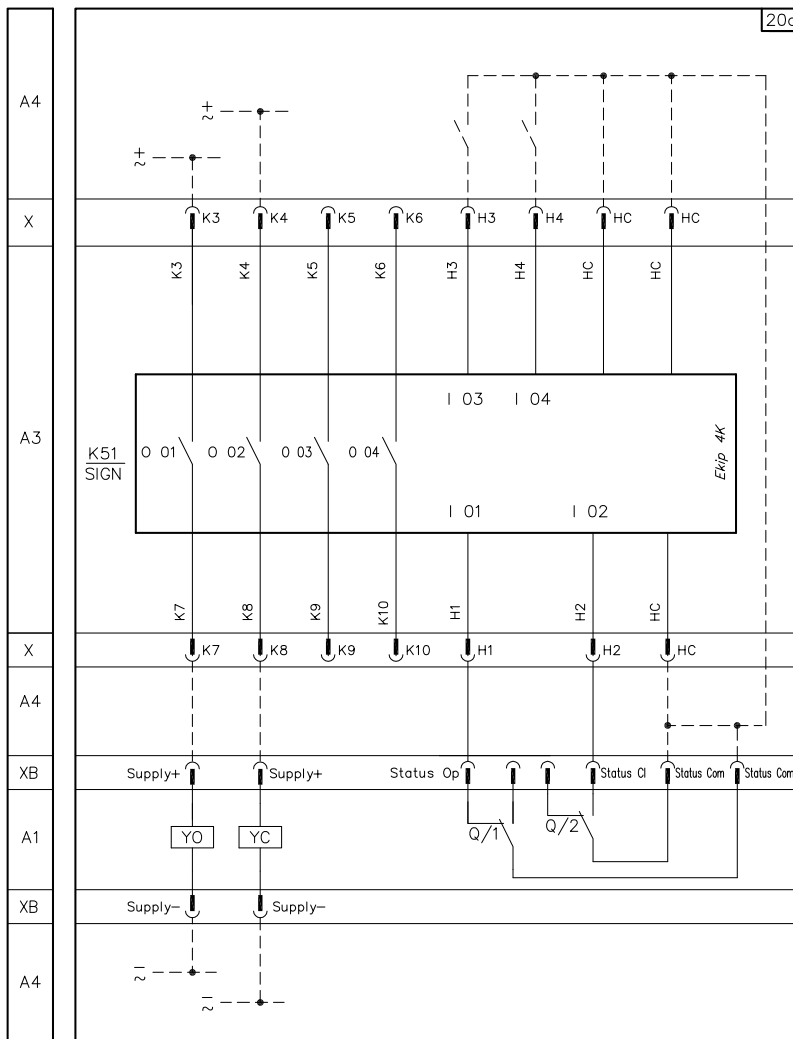 20c
A4
X
A3
X
A4
XB
A1
XB
A4
K3 K4 K5 K6 H3 H4 HC HC
K3 K4 K5 K6 H3 H4 HC HC
I 03 I 04
K51
SIGN
O 01 O 02 O 03 O 04
Ekip 4K
I 01 I 02
K7 K8 K9 K10 H1 H2 HC
K7 K8 K9 K10 H1 H2 HC
Supply+ Supply+ Status Op Status Cl Status Com Status Com
YO YC Q/1 Q/2
Supply− Supply−